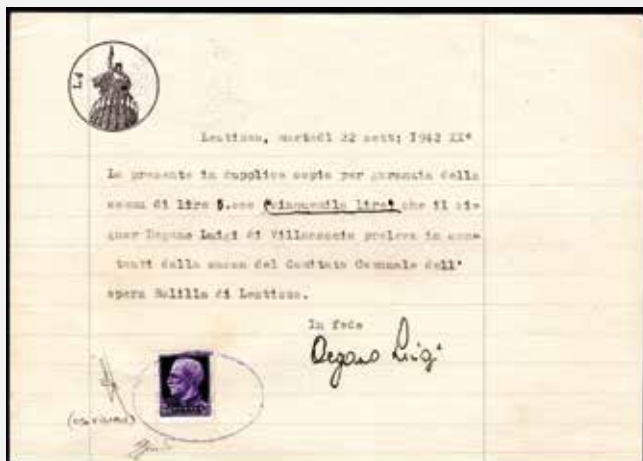 L.d
Lestizza, martedì 22 sett: 1942 XX°
La presente in dupplice copia per garanzia della
somma di lire 5.000 (cinquemila lire) che il si-
gnor Degano Luigi di Villacaccia preleva in con-
tanti dalla cassa del Comitato Comunale dell'
opera Balilla di Lestizza.
In fede
Degano Luigi